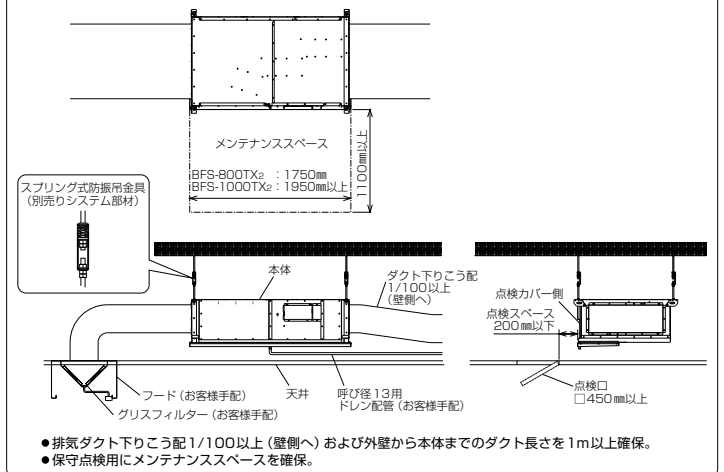 メンテナンススペース
BFS-800TX2 : 1750㎜
BFS-1000TX2 : 1950㎜以上
1100㎜以上
スプリング式防振吊金具
(別売りシステム部材)
本体
ダクト下りこう配
1/100以上
(壁側へ)
点検カバー側
点検スペース
200㎜以下
フード(お客様手配)
グリスフィルター(お客様手配)
天井
呼び径13用
ドレン配管(お客様手配)
点検口
□450㎜以上
●排気ダクト下りこう配1/100以上(壁側へ)および外壁から本体までのダクト長さを1m以上確保。
●保守点検用にメンテナンススペースを確保。